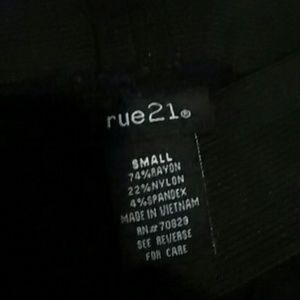 rue21®
SMALL
74%RAYON
22%NYLON
4%SPANDEX
MADE IN VIETNAM
RN# 70829
SEE REVERSE
FOR CARE